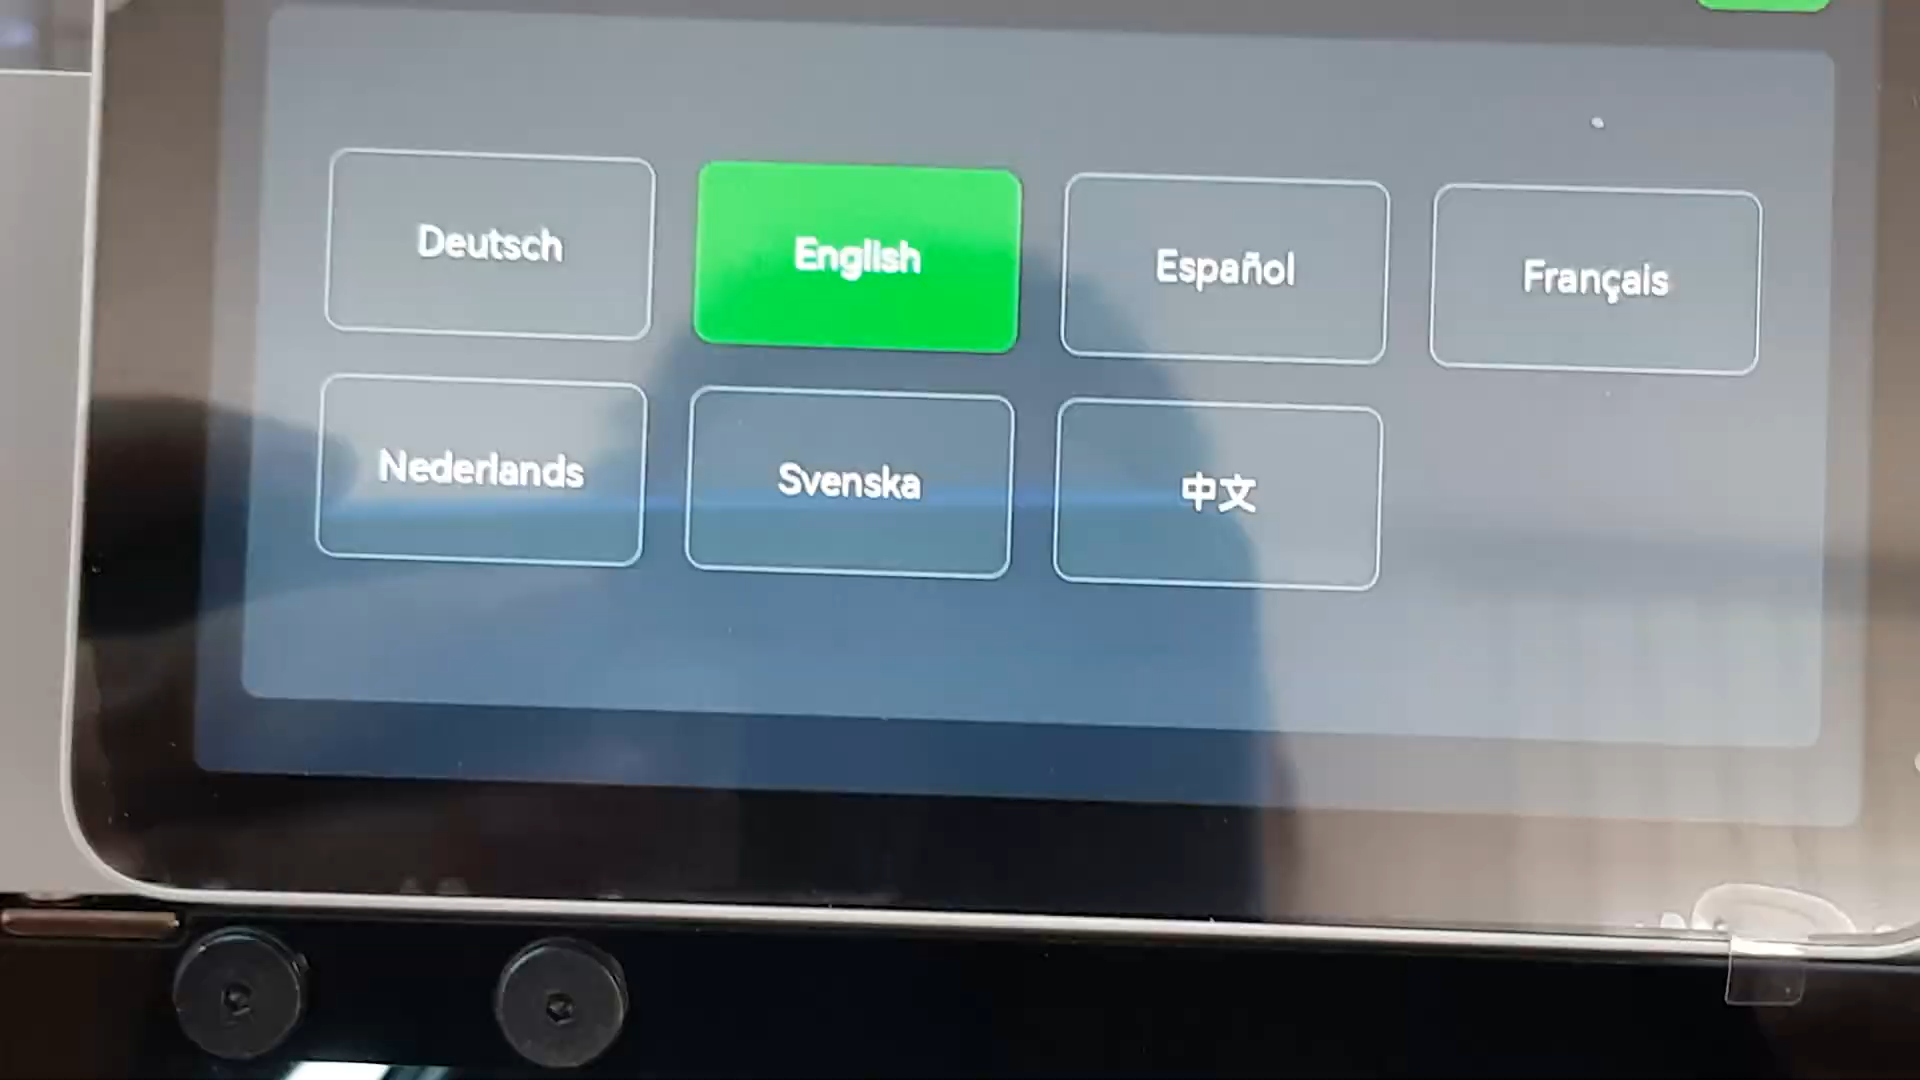 Deutsch
English
Español
Français
Nederlands
Svenska
中文